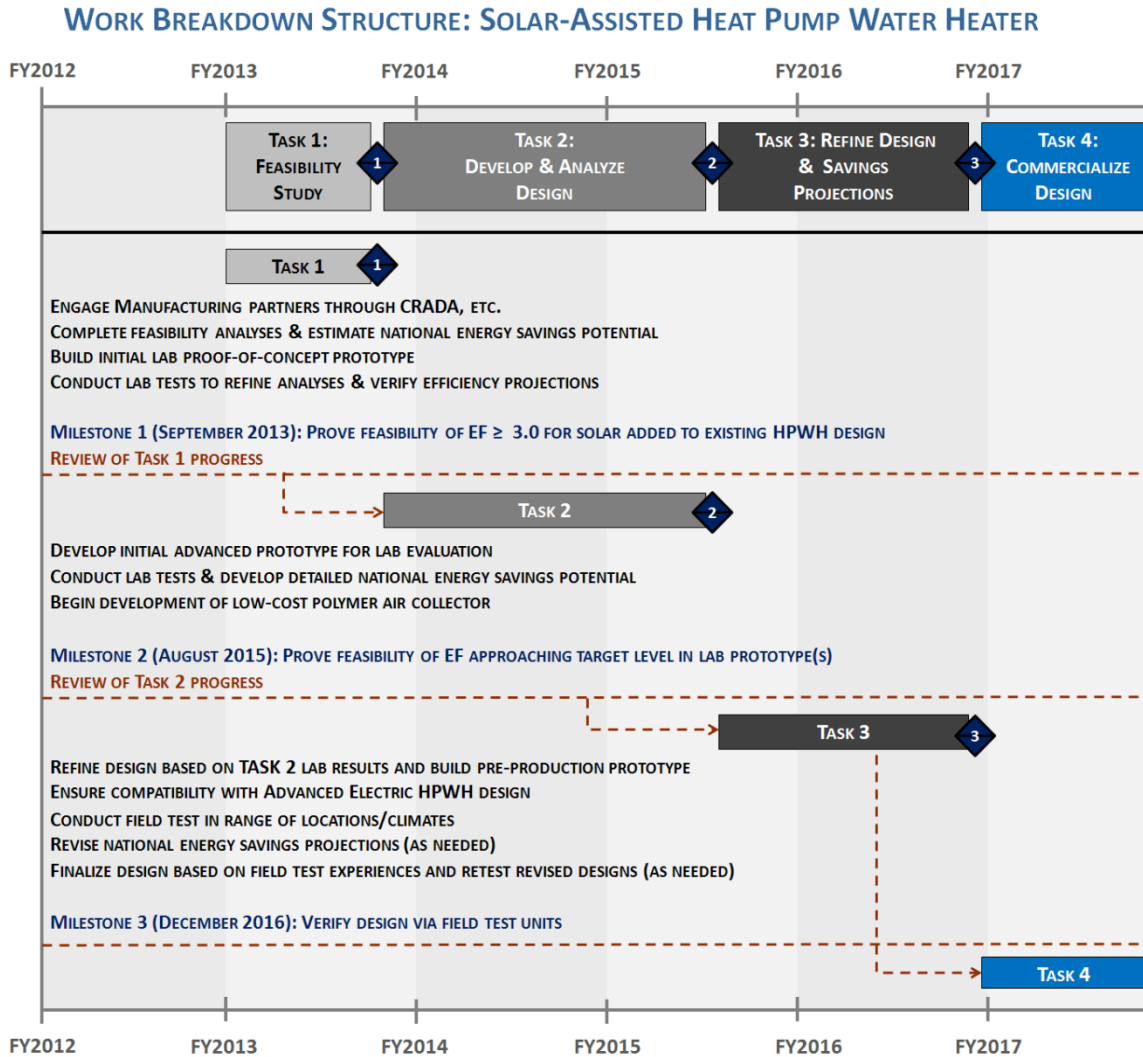 Work Breakdown Structure: Solar-Assisted Heat Pump Water Heater
FY2012 FY2013 FY2014 FY2015 FY2016 FY2017
Task 1:
Feasibility
Study
1
Task 2:
Develop & Analyze
Design
2
Task 3: Refine Design
& Savings
Projections
3
Task 4:
Commercialize
Design
Task 1
1
Engage Manufacturing partners through CRADA, etc.
Complete feasibility analyses & estimate national energy savings potential
Build initial lab proof-of-concept prototype
Conduct lab tests to refine analyses & verify efficiency projections
Milestone 1 (September 2013): Prove feasibility of EF ≥ 3.0 for solar added to existing HPWH design
Review of Task 1 progress
Task 2
2
Develop initial advanced prototype for lab evaluation
Conduct lab tests & develop detailed national energy savings potential
Begin development of low-cost polymer air collector
Milestone 2 (August 2015): Prove feasibility of EF approaching target level in lab prototype(s)
Review of Task 2 progress
Task 3
3
Refine design based on TASK 2 lab results and build pre-production prototype
Ensure compatibility with Advanced Electric HPWH design
Conduct field test in range of locations/climates
Revise national energy savings projections (as needed)
Finalize design based on field test experiences and retest revised designs (as needed)
Milestone 3 (December 2016): Verify design via field test units
Task 4
FY2012 FY2013 FY2014 FY2015 FY2016 FY2017